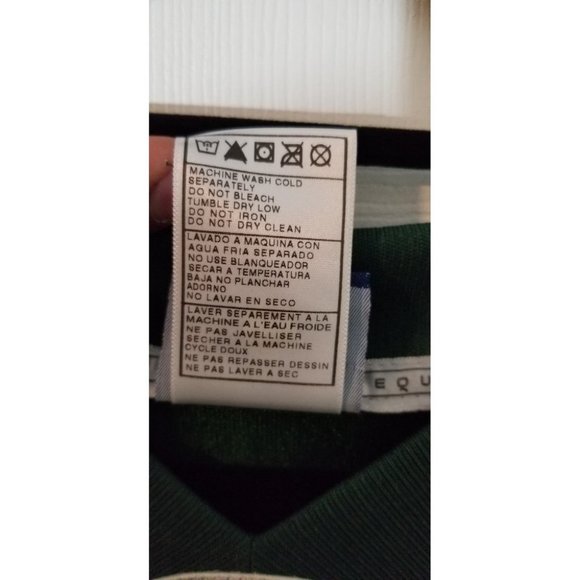 MACHINE WASH COLD
SEPARATELY
DO NOT BLEACH
TUMBLE DRY LOW
DO NOT IRON
DO NOT DRY CLEAN
LAVADO A MAQUINA CON
AGUA FRIA SEPARADO
NO USE BLANQUEADOR
SECAR A TEMPERATURA
BAJA NO PLANCHAR
ADORNO
NO LAVAR EN SECO
LAVER SEPAREMENT A LA
MACHINE A L'EAU FROIDE
NE PAS JAVELLISER
SECHER A LA MACHINE
CYCLE DOUX
NE PAS REPASSER DESSIN
NE PAS LAVER A SEC
EQU